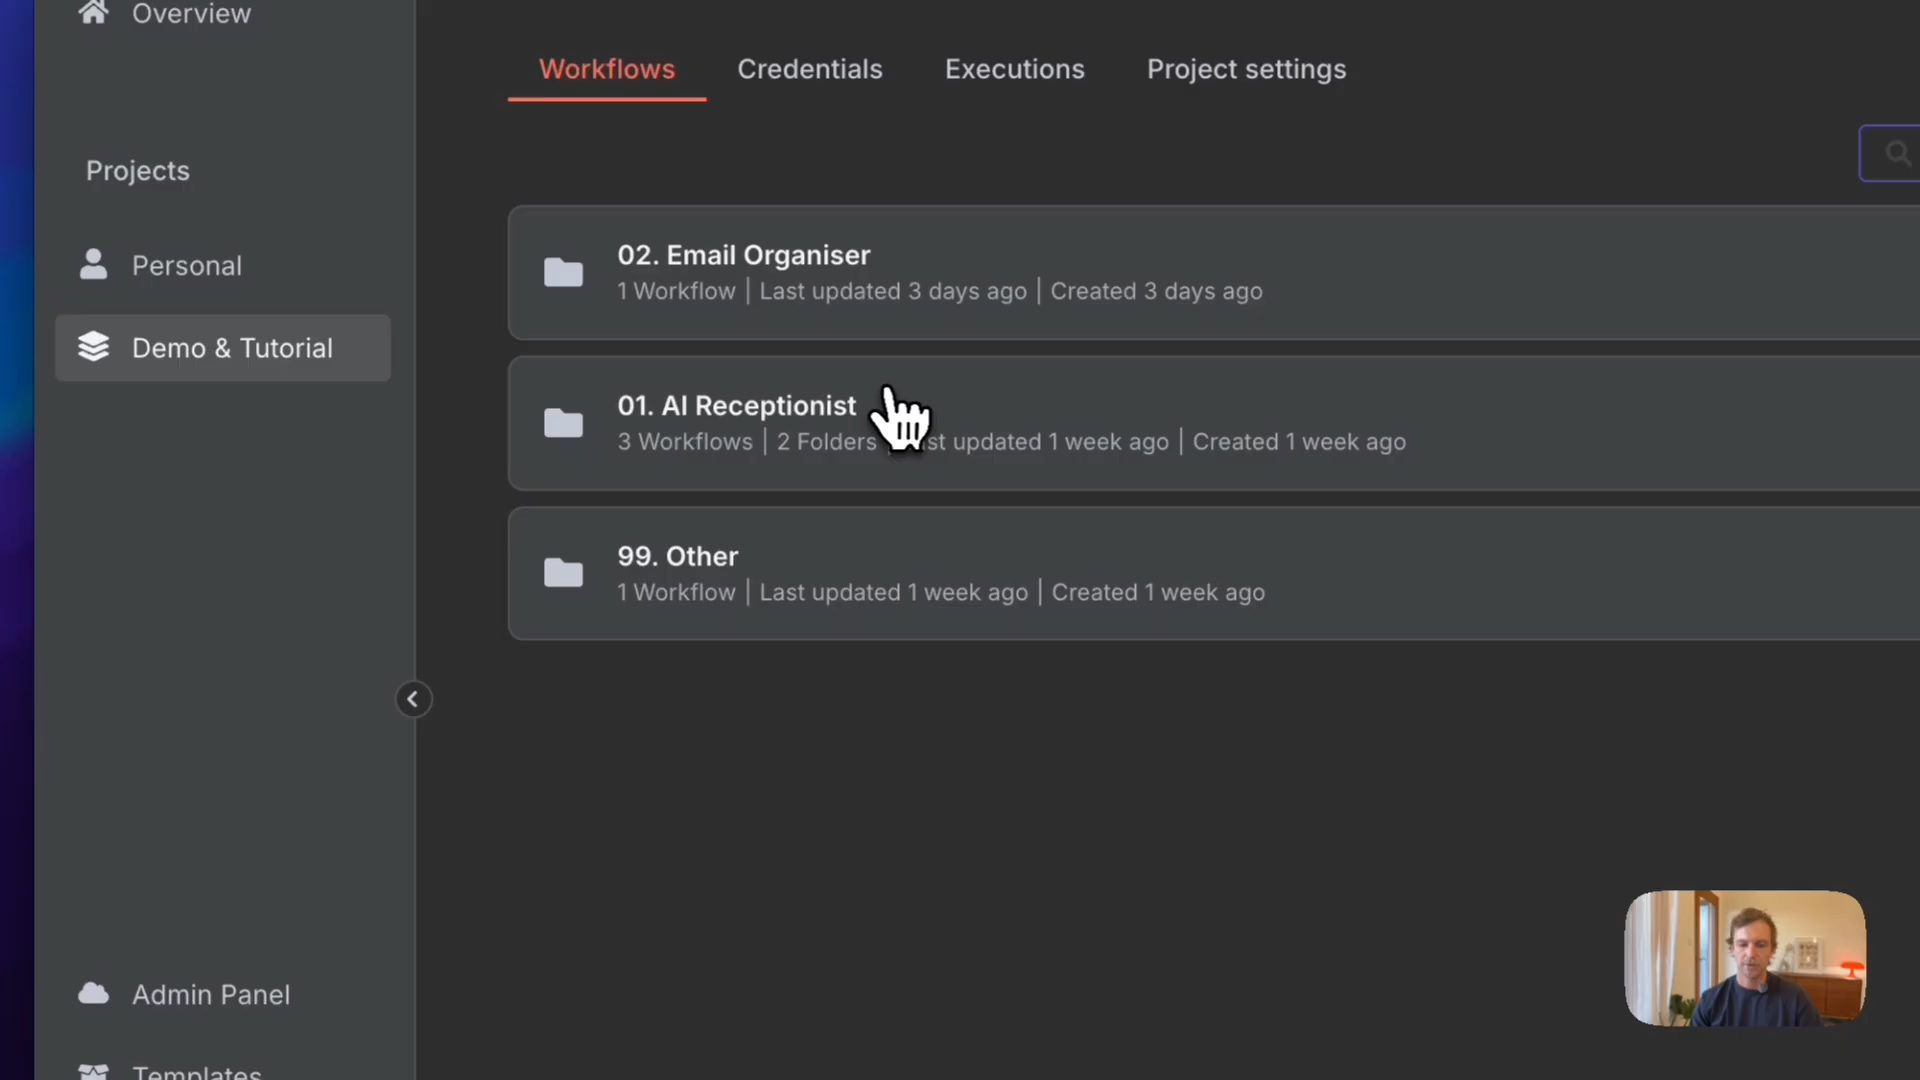 Overview
Projects
Personal
Demo & Tutorial
Admin Panel
Templates
Workflows
Credentials
Executions
Project settings
02. Email Organiser
1 Workflow | Last updated 3 days ago | Created 3 days ago
01. AI Receptionist
3 Workflows | 2 Folders | st updated 1 week ago | Created 1 week ago
99. Other
1 Workflow | Last updated 1 week ago | Created 1 week ago